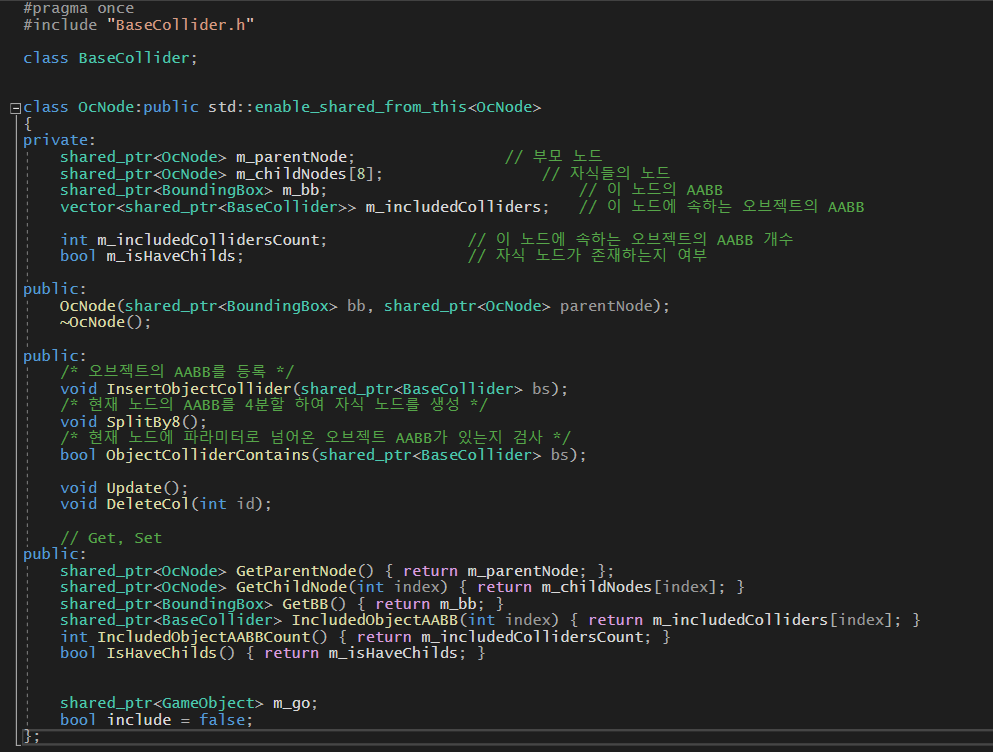 #pragma once
#include "BaseCollider.h"
class BaseCollider;
class OcNode:public std::enable_shared_from_this<OcNode>
{
private:
shared_ptr<OcNode> m_parentNode; // 부모 노드
shared_ptr<OcNode> m_childNodes[8]; // 자식들의 노드
shared_ptr<BoundingBox> m_bb; // 이 노드의 AABB
vector<shared_ptr<BaseCollider>> m_includedColliders; // 이 노드에 속하는 오브젝트의 AABB
int m_includedCollidersCount; // 이 노드에 속하는 오브젝트의 AABB 개수
bool m_isHaveChilds; // 자식 노드가 존재하는지 여부
public:
OcNode(shared_ptr<BoundingBox> bb, shared_ptr<OcNode> parentNode);
~OcNode();
public:
/* 오브젝트의 AABB를 등록 */
void InsertObjectCollider(shared_ptr<BaseCollider> bs);
/* 현재 노드의 AABB를 4분할 하여 자식 노드를 생성 */
void SplitBy8();
/* 현재 노드에 파라미터로 넘어온 오브젝트 AABB가 있는지 검사 */
bool ObjectColliderContains(shared_ptr<BaseCollider> bs);
void Update();
void DeleteCol(int id);
// Get, Set
public:
shared_ptr<OcNode> GetParentNode() { return m_parentNode; };
shared_ptr<OcNode> GetChildNode(int index) { return m_childNodes[index]; }
shared_ptr<BoundingBox> GetBB() { return m_bb; }
shared_ptr<BaseCollider> IncludedObjectAABB(int index) { return m_includedColliders[index]; }
int IncludedObjectAABBCount() { return m_includedCollidersCount; }
bool IsHaveChilds() { return m_isHaveChilds; }
shared_ptr<GameObject> m_go;
bool include = false;
};